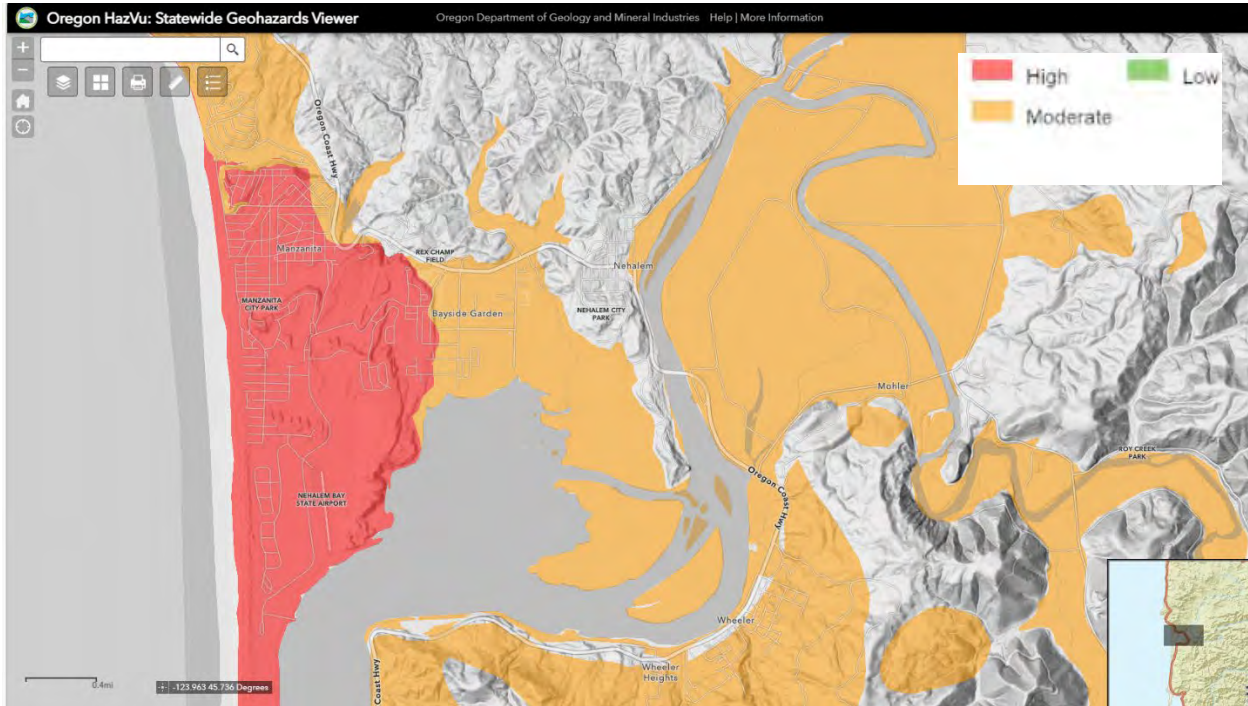 Oregon HazVu: Statewide Geohazards Viewer
Oregon Department of Geology and Mineral Industries Help | More Information
High
Low
Moderate
Oregon Coast Hwy
Manzanita
REX CHAMP
FIELD
Nehalem
MANZANITA
CITY PARK
Bayside Garden
NEHALEM CITY
PARK
Mohler
ROY CREEK
PARK
Oregon Coast Hwy
NEHALEM BAY
STATE AIRPORT
Wheeler
Wheeler
Heights
Coast Hwy
0.4mi
-123.963 45.736 Degrees